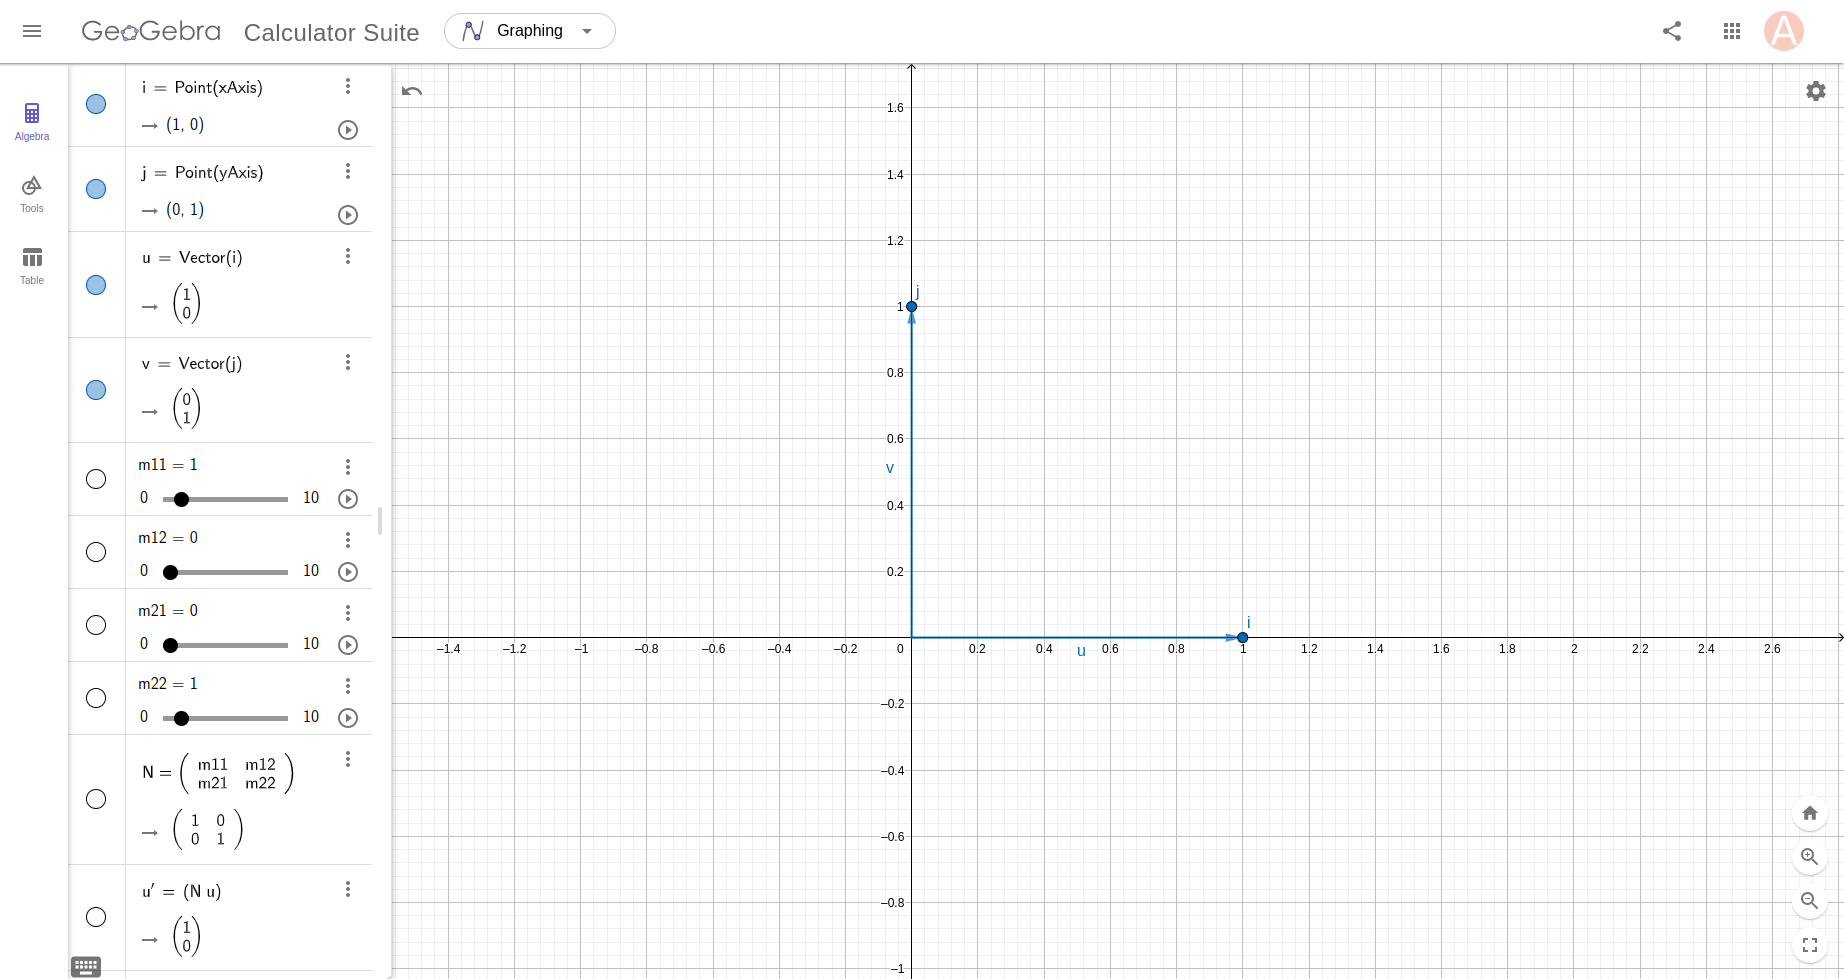 GeoGebra Calculator Suite Graphing
A
Algebra
Tools
Table
i = Point(xAxis)
→ (1, 0)
j = Point(yAxis)
→ (0, 1)
u = Vector(i)
→ (1
0)
v = Vector(j)
→ (0
1)
m11 = 1
0 10
m12 = 0
0 10
m21 = 0
0 10
m22 = 1
0 10
N = (m11 m12
m21 m22)
→ (1 0
0 1)
u′ = (N u)
→ (1
0)
1.6
1.4
1.2
j
1
0.8
0.6
v
0.4
0.2
i
–1.4 –1.2 –1 –0.8 –0.6 –0.4 –0.2 0 0.2 0.4 u 0.6 0.8 1 1.2 1.4 1.6 1.8 2 2.2 2.4 2.6
–0.2
–0.4
–0.6
–0.8
–1